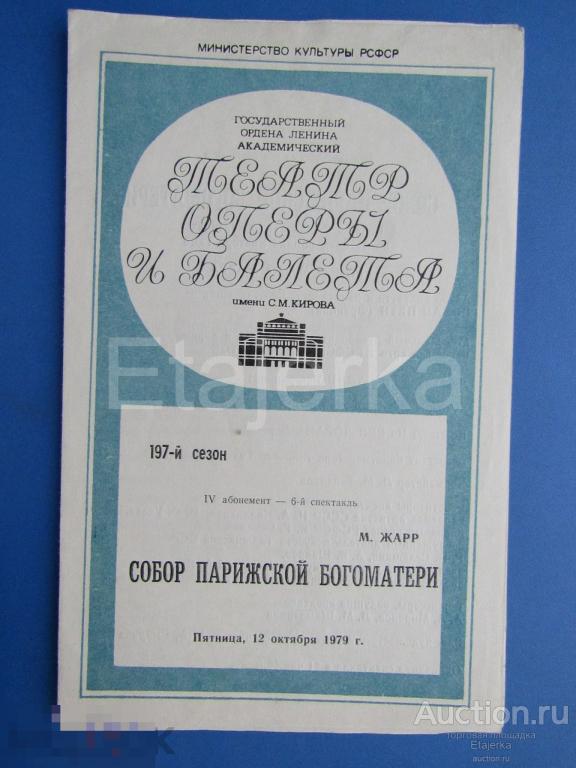 МИНИСТЕРСТВО КУЛЬТУРЫ РСФСР
ГОСУДАРСТВЕННЫЙ
ОРДЕНА ЛЕНИНА
АКАДЕМИЧЕСКИЙ
ТЕАТР
ОПЕРЫ
И БАЛЕТА
имени С.М.КИРОВА
Etajerka
197-й сезон
IV абонемент — 6-й спектакль
М. ЖАРР
СОБОР ПАРИЖСКОЙ БОГОМАТЕРИ
Пятница, 12 октября 1979 г.
Auction.ru
торговая площадка
Etajerka
auction.ru